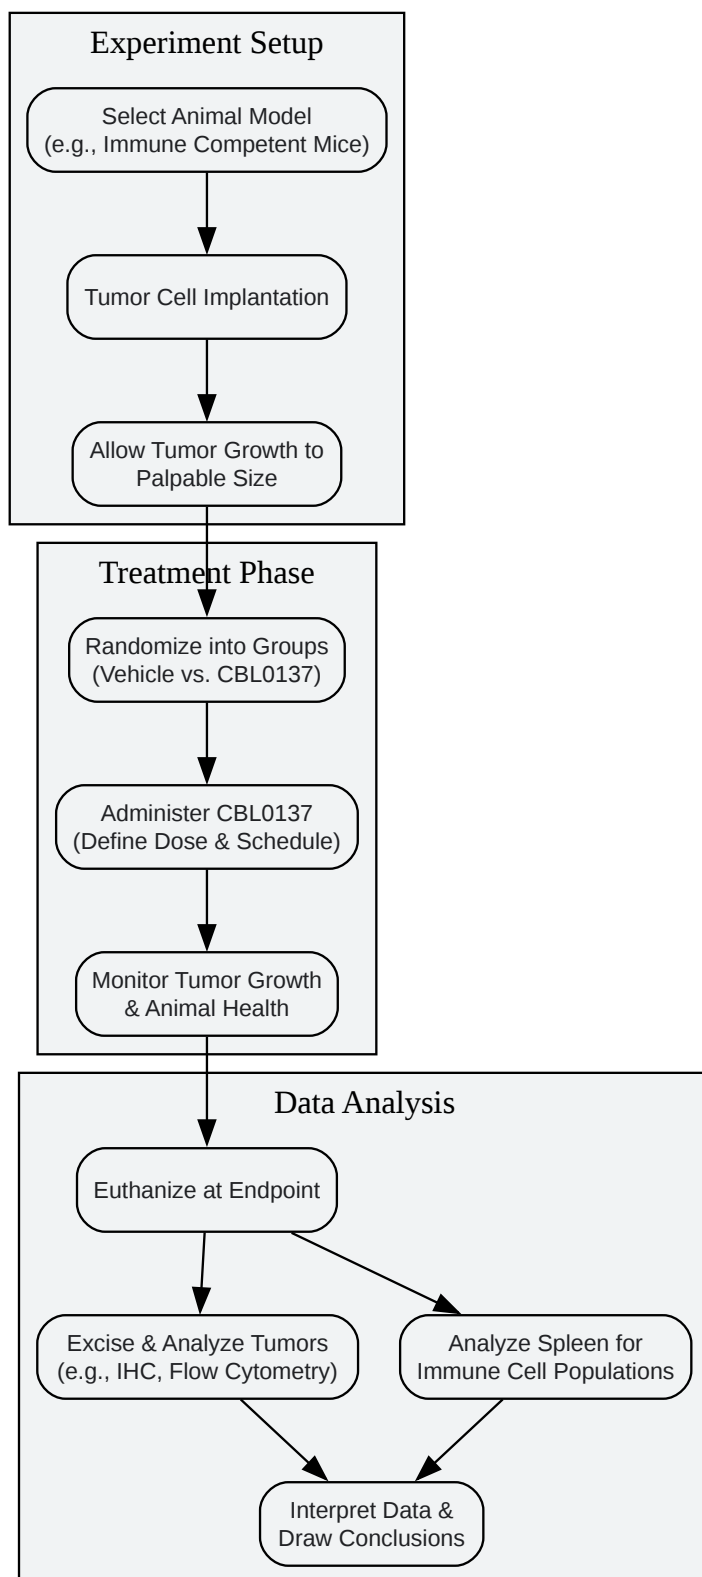 Experiment Setup
Select Animal Model
(e.g., Immune Competent Mice)
Tumor Cell Implantation
Allow Tumor Growth to
Palpable Size
Treatment Phase
Randomize into Groups
(Vehicle vs. CBL0137)
Administer CBL0137
(Define Dose & Schedule)
Monitor Tumor Growth
& Animal Health
Data Analysis
Euthanize at Endpoint
Excise & Analyze Tumors
(e.g., IHC, Flow Cytometry)
Analyze Spleen for
Immune Cell Populations
Interpret Data &
Draw Conclusions